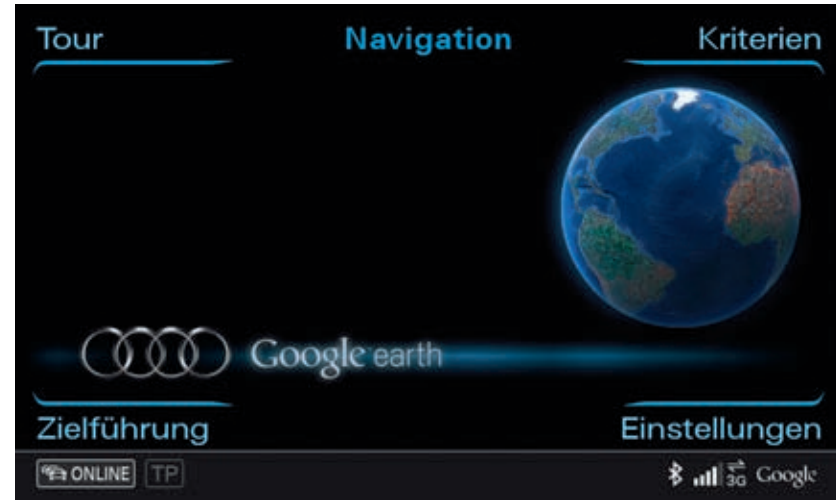 Tour Navigation Kriterien
Google earth
Zielführung Einstellungen
ONLINE TP 3G Google